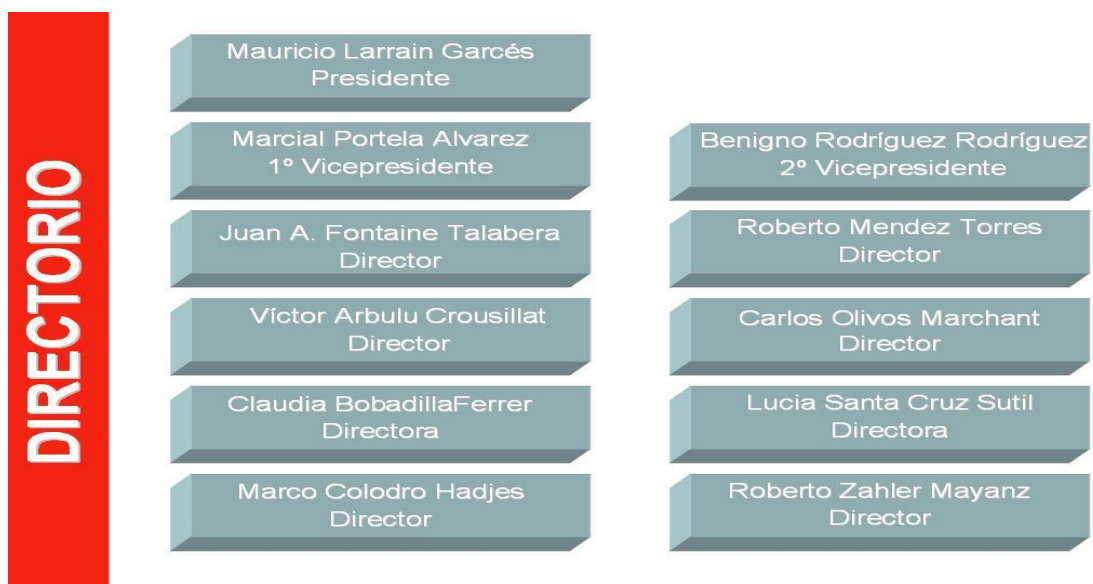 DIRECTORIO
Mauricio Larrain Garcés
Presidente
Marcial Portela Alvarez
1º Vicepresidente
Benigno Rodríguez Rodríguez
2º Vicepresidente
Juan A. Fontaine Talabera
Director
Roberto Mendez Torres
Director
Víctor Arbulu Crousillat
Director
Carlos Olivos Marchant
Director
Claudia BobadillaFerrer
Directora
Lucia Santa Cruz Sutil
Directora
Marco Colodro Hadjes
Director
Roberto Zahler Mayanz
Director